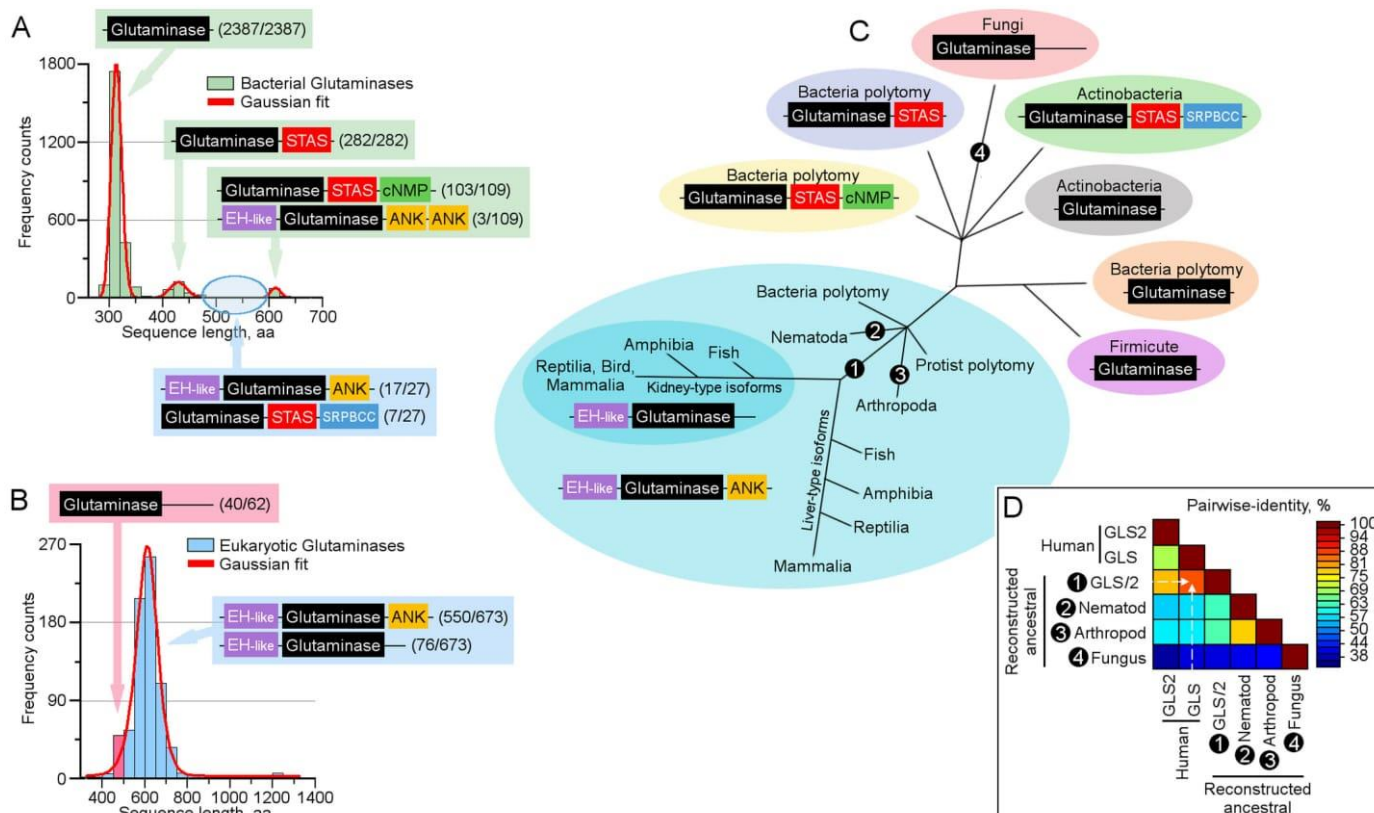 A
Glutaminase (2387/2387)
1800
1200
600
0
Frequency counts
Bacterial Glutaminases
Gaussian fit
Glutaminase STAS (282/282)
Glutaminase STAS cNMP (103/109)
EH-like Glutaminase ANK ANK (3/109)
300 400 500 600 700
Sequence length, aa
EH-like Glutaminase ANK (17/27)
Glutaminase STAS SRPBCC (7/27)
B
Glutaminase (40/62)
270
180
90
0
Frequency counts
Eukaryotic Glutaminases
Gaussian fit
EH-like Glutaminase ANK (550/673)
EH-like Glutaminase (76/673)
400 600 800 1000 1200 1400
Sequence length, aa
C
Fungi
Glutaminase
Bacteria polytomy
Glutaminase STAS
Actinobacteria
Glutaminase STAS SRPBCC
4
Bacteria polytomy
Glutaminase STAS cNMP
Actinobacteria
Glutaminase
Bacteria polytomy
Glutaminase
Firmicute
Glutaminase
Bacteria polytomy
Nematoda 2
1
3
Protist polytomy
Arthropoda
Amphibia
Fish
Reptilia, Bird,
Mammalia
Kidney-type isoforms
EH-like Glutaminase
EH-like Glutaminase ANK
Liver-type isoforms
Fish
Amphibia
Reptilia
Mammalia
D
Pairwise-identity, %
Human
GLS2
GLS
Reconstructed
ancestral
1 GLS/2
2 Nematod
3 Arthropod
4 Fungus
100
94
88
81
75
69
63
57
50
44
38
GLS2
GLS
GLS/2
Nematod
Arthropod
Fungus
Human
1
2
3
4
Reconstructed
ancestral